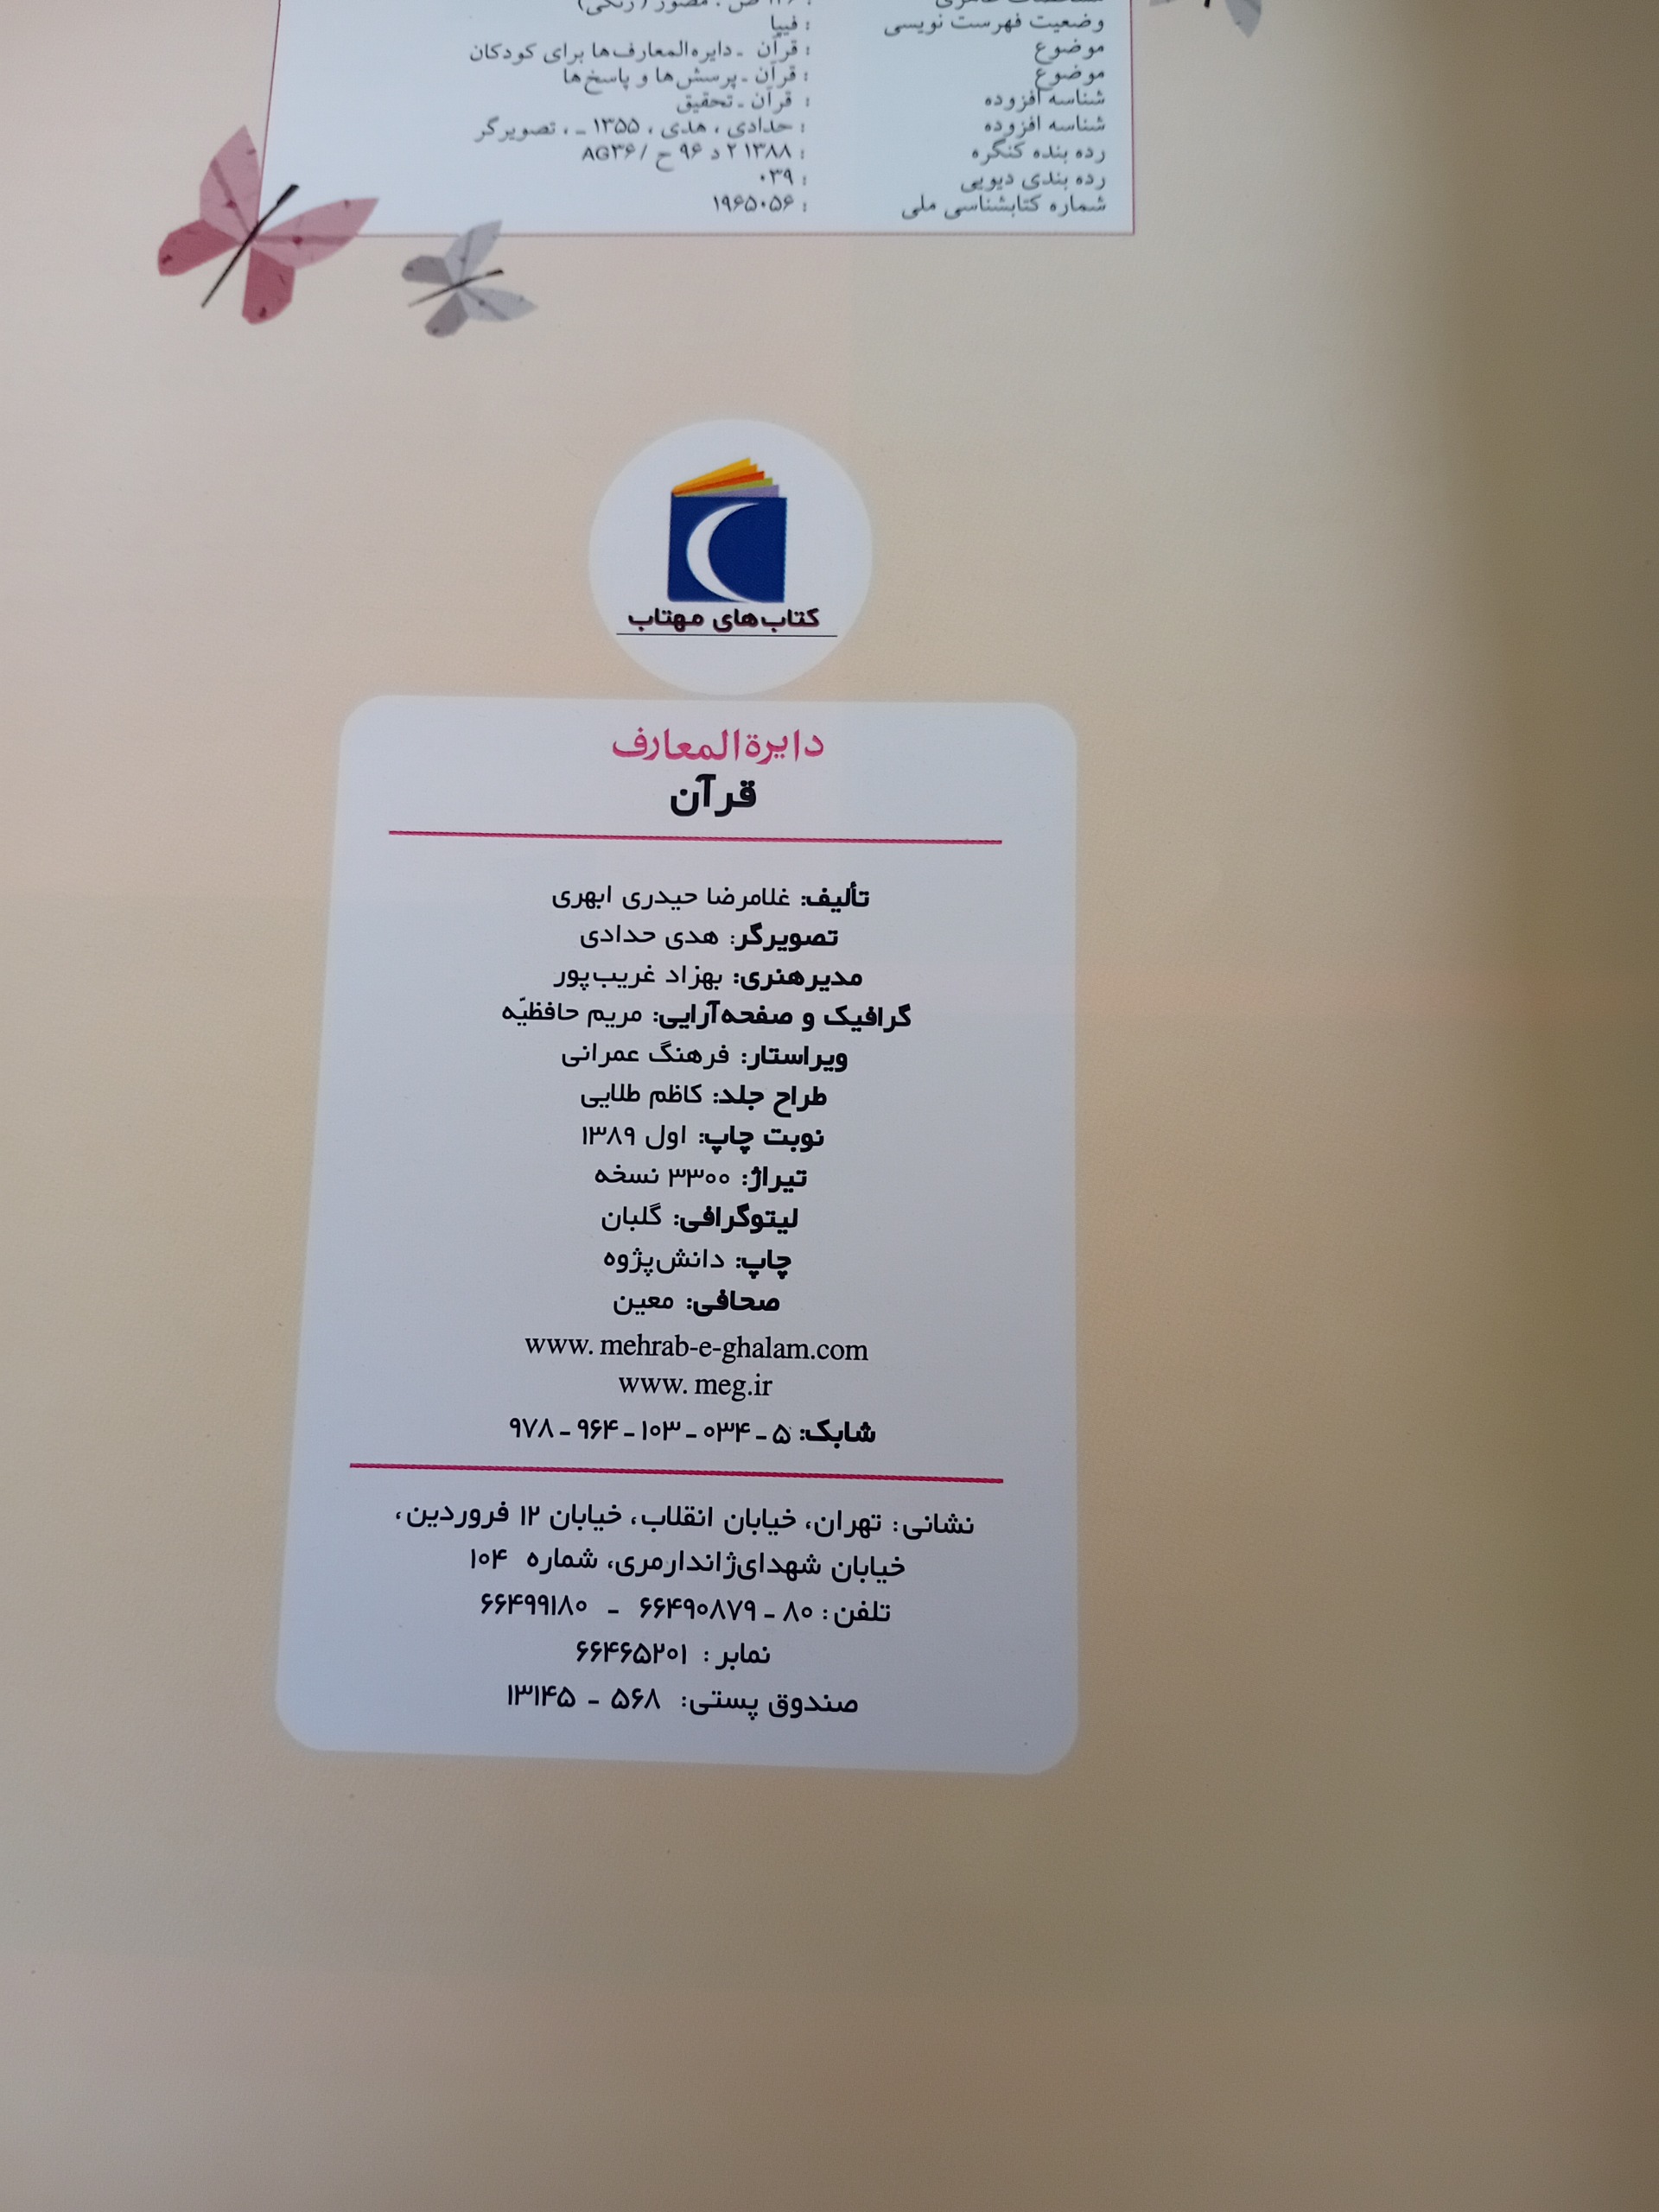 ۱۲۶ ص. مصور (رنگی)
وضعیت فهرست نویسی : فیپا
موضوع : قرآن - دایره‌المعارف‌ها برای کودکان
موضوع : قرآن - پرسش‌ها و پاسخ‌ها
شناسه افزوده : قرآن - تحقیق
شناسه افزوده : حدادی ، هدی ، ۱۳۵۵ - ، تصویرگر
رده بنده کنگره : ۱۳۸۸ ۲ د ۹۶ ح / AG۳۶
رده بندی دیویی : ۰۳۹
شماره کتابشناسی ملی : ۱۹۶۵۰۵۶
کتاب‌های مهتاب
دایرةالمعارف
قرآن
تألیف: غلامرضا حیدری ابهری
تصویرگر: هدی حدادی
مدیرهنری: بهزاد غریب‌پور
گرافیک و صفحه‌آرایی: مریم حافظیّه
ویراستار: فرهنگ عمرانی
طراح جلد: کاظم طلایی
نوبت چاپ: اول ۱۳۸۹
تیراژ: ۳۳۰۰ نسخه
لیتوگرافی: گلبان
چاپ: دانش‌پژوه
صحافی: معین
www. mehrab-e-ghalam.com
www. meg.ir
شابک: ۵ - ۰۳۴ - ۱۰۳ - ۹۶۴ - ۹۷۸
نشانی: تهران، خیابان انقلاب، خیابان ۱۲ فروردین،
خیابان شهدای‌ژاندارمری، شماره ۱۰۴
تلفن: ۸۰ - ۶۶۴۹۰۸۷۹ - ۶۶۴۹۹۱۸۰
نمابر: ۶۶۴۶۵۲۰۱
صندوق پستی: ۵۶۸ - ۱۳۱۴۵